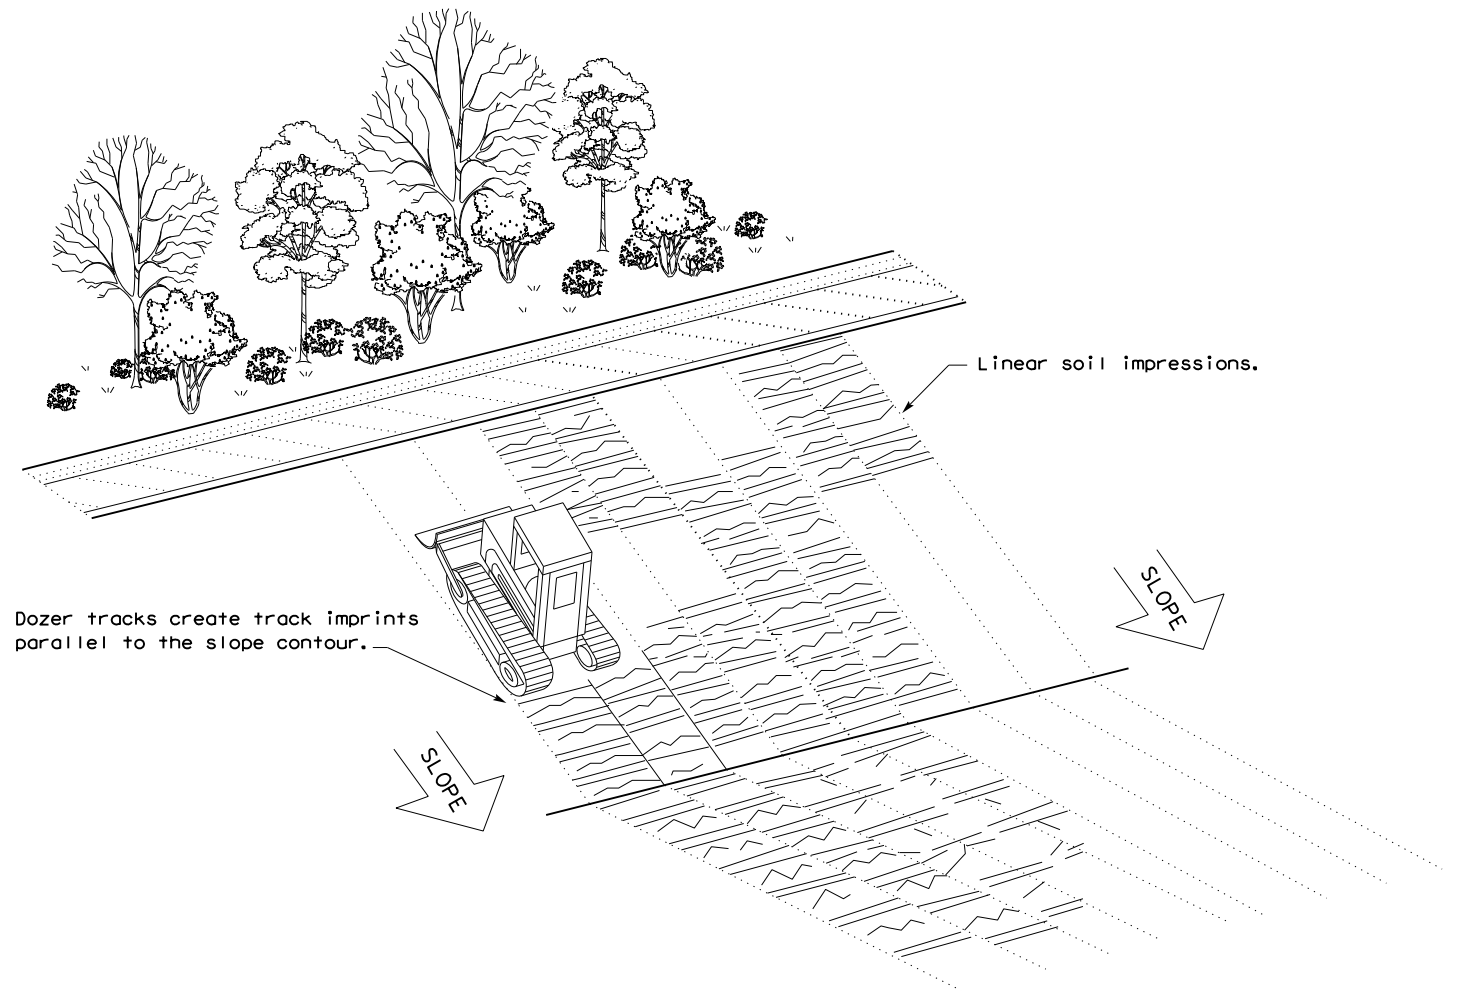 Linear soil impressions.
SLOPE
Dozer tracks create track imprints
parallel to the slope contour.
SLOPE